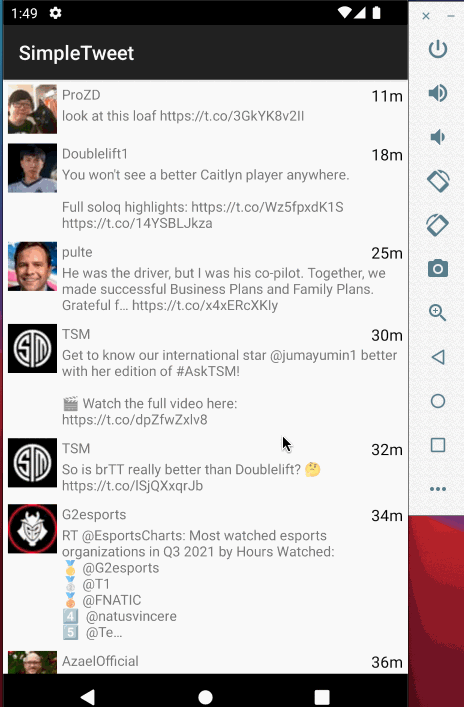 1:49
SimpleTweet
ProZD 11m
look at this loaf https://t.co/3GkYK8v2II
Doublelift1 18m
You won't see a better Caitlyn player anywhere.
Full soloq highlights: https://t.co/Wz5fpxdK1S
https://t.co/14YSBLJkza
pulte 25m
He was the driver, but I was his co-pilot. Together, we
made successful Business Plans and Family Plans.
Grateful f… https://t.co/x4xERcXKIy
TSM 30m
Get to know our international star @jumayumin1 better
with her edition of #AskTSM!
🎬 Watch the full video here:
https://t.co/dpZfwZxlv8
TSM 32m
So is brTT really better than Doublelift? 🤔
https://t.co/lSjQXxqrJb
G2esports 34m
RT @EsportsCharts: Most watched esports
organizations in Q3 2021 by Hours Watched:
🥇 @G2esports
🥈 @T1
🥉 @FNATIC
4️⃣ @natusvincere
5️⃣ @Te…
AzaelOfficial 36m